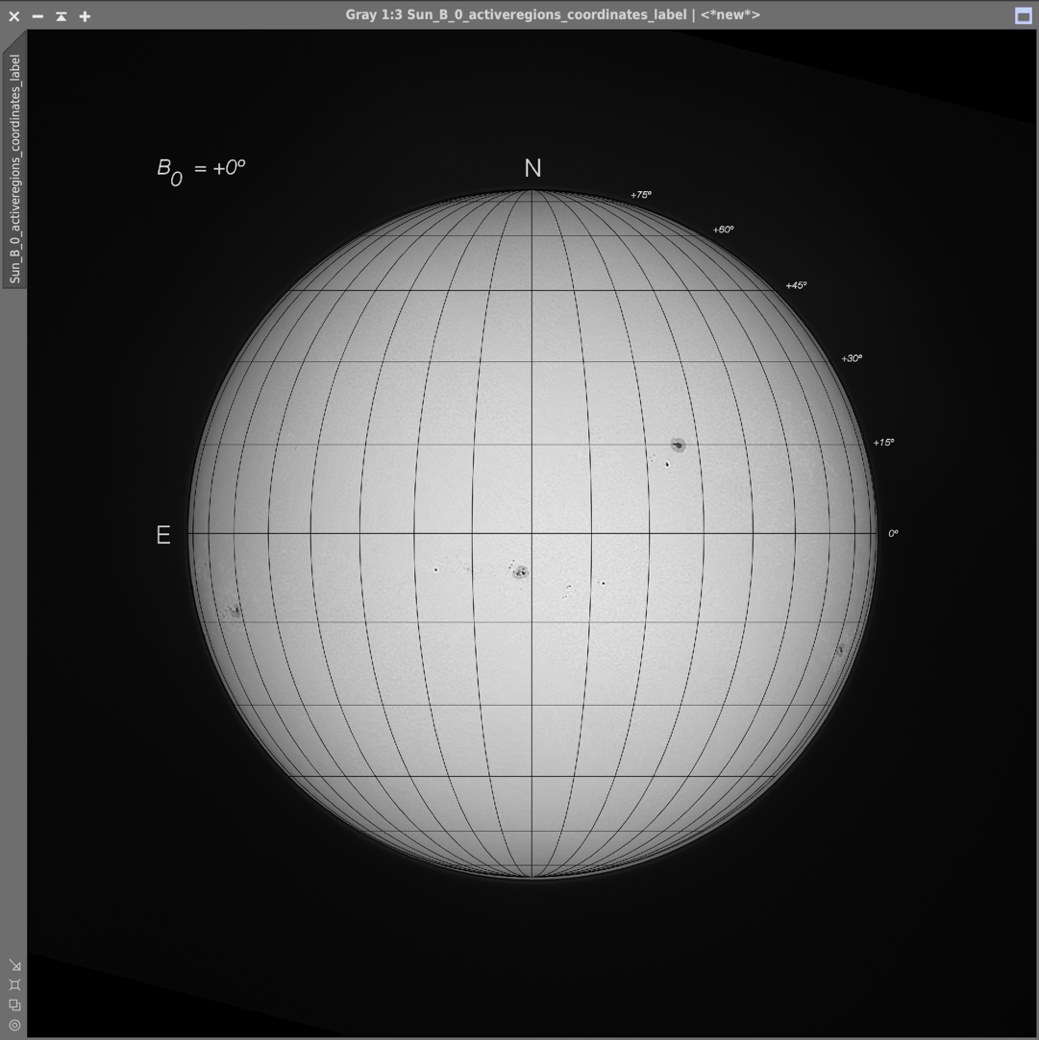 Gray 1:3 Sun_B_0_activeregions_coordinates_label | <*new*>
Sun_B_0_activeregions_coordinates_label
B0 = +0º
N
+75º
+60º
+45º
+30º
+15º
E
0º